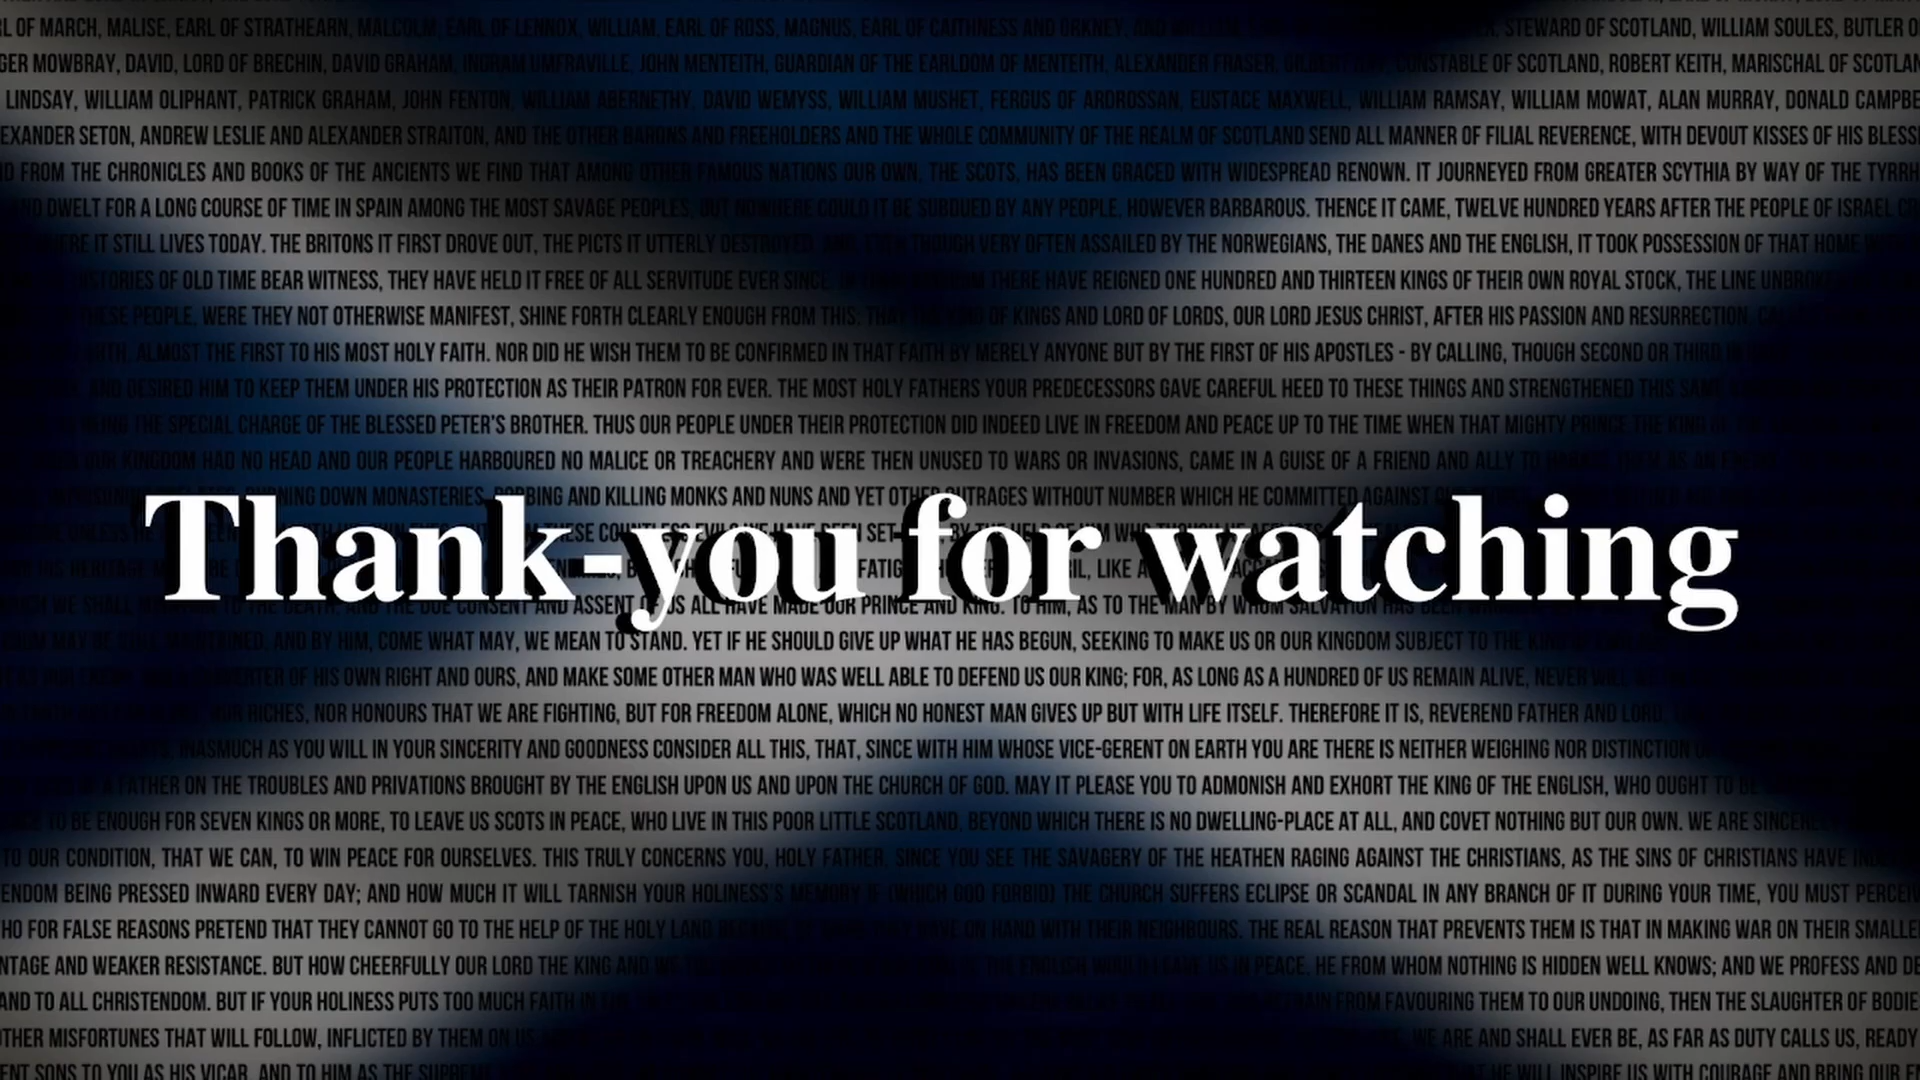 RL OF MARCH, MALISE, EARL OF STRATHEARN, MALCOLM, EARL OF LENNOX, WILLIAM, EARL OF ROSS, MAGNUS, EARL OF CAITHNESS AND ORKNEY, AND WILLIAM, STEWARD OF SCOTLAND, WILLIAM SOULES, BUTLER O
GER MOWBRAY, DAVID, LORD OF BRECHIN, DAVID GRAHAM, INGRAM UMFRAVILLE, JOHN MENTEITH, GUARDIAN OF THE EARLDOM OF MENTEITH, ALEXANDER FRASER, GILBERT HAY, CONSTABLE OF SCOTLAND, ROBERT KEITH, MARISCHAL OF SCOTLAN
LINDSAY, WILLIAM OLIPHANT, PATRICK GRAHAM, JOHN FENTON, WILLIAM ABERNETHY, DAVID WEMYSS, WILLIAM MUSHET, FERGUS OF ARDROSSAN, EUSTACE MAXWELL, WILLIAM RAMSAY, WILLIAM MOWAT, ALAN MURRAY, DONALD CAMPBE
EXANDER SETON, ANDREW LESLIE AND ALEXANDER STRAITON, AND THE OTHER BARONS AND FREEHOLDERS AND THE WHOLE COMMUNITY OF THE REALM OF SCOTLAND SEND ALL MANNER OF FILIAL REVERENCE, WITH DEVOUT KISSES OF HIS BLESS
D FROM THE CHRONICLES AND BOOKS OF THE ANCIENTS WE FIND THAT AMONG OTHER FAMOUS NATIONS OUR OWN, THE SCOTS, HAS BEEN GRACED WITH WIDESPREAD RENOWN. IT JOURNEYED FROM GREATER SCYTHIA BY WAY OF THE TYRRH
AND DWELT FOR A LONG COURSE OF TIME IN SPAIN AMONG THE MOST SAVAGE PEOPLES, BUT NOWHERE COULD IT BE SUBDUED BY ANY PEOPLE, HOWEVER BARBAROUS. THENCE IT CAME, TWELVE HUNDRED YEARS AFTER THE PEOPLE OF ISRAEL
WHERE IT STILL LIVES TODAY. THE BRITONS IT FIRST DROVE OUT, THE PICTS IT UTTERLY DESTROYED, AND, EVEN THOUGH VERY OFTEN ASSAILED BY THE NORWEGIANS, THE DANES AND THE ENGLISH, IT TOOK POSSESSION OF THAT HOME
HISTORIES OF OLD TIME BEAR WITNESS, THEY HAVE HELD IT FREE OF ALL SERVITUDE EVER SINCE. THERE HAVE REIGNED ONE HUNDRED AND THIRTEEN KINGS OF THEIR OWN ROYAL STOCK, THE LINE UNBROKE
THESE PEOPLE, WERE THEY NOT OTHERWISE MANIFEST, SHINE FORTH CLEARLY ENOUGH FROM THIS: THAT THE KING OF KINGS AND LORD OF LORDS, OUR LORD JESUS CHRIST, AFTER HIS PASSION AND RESURRECTION
ALMOST THE FIRST TO HIS MOST HOLY FAITH. NOR DID HE WISH THEM TO BE CONFIRMED IN THAT FAITH BY MERELY ANYONE BUT BY THE FIRST OF HIS APOSTLES - BY CALLING, THOUGH SECOND OR THIRD IN
AND DESIRED HIM TO KEEP THEM UNDER HIS PROTECTION AS THEIR PATRON FOR EVER. THE MOST HOLY FATHERS YOUR PREDECESSORS GAVE CAREFUL HEED TO THESE THINGS AND STRENGTHENED THIS SAME
BEING THE SPECIAL CHARGE OF THE BLESSED PETER'S BROTHER. THUS OUR PEOPLE UNDER THEIR PROTECTION DID INDEED LIVE IN FREEDOM AND PEACE UP TO THE TIME WHEN THAT MIGHTY PRINCE THE KING OF
OUR KINGDOM HAD NO HEAD AND OUR PEOPLE HARBOURED NO MALICE OR TREACHERY AND WERE THEN UNUSED TO WARS OR INVASIONS, CAME IN A GUISE OF A FRIEND AND ALLY TO HARASS THEM AS AN ENEMY
BURNING DOWN MONASTERIES, ROBBING AND KILLING MONKS AND NUNS AND YET OTHER OUTRAGES WITHOUT NUMBER WHICH HE COMMITTED AGAINST
Thank-you for watching
DEATH, AND THE DUE CONSENT AND ASSENT OF US ALL HAVE MADE OUR PRINCE AND KING. TO HIM, AS TO THE MAN BY WHOM SALVATION HAS BEEN
MAY BE STILL MAINTAINED, AND BY HIM, COME WHAT MAY, WE MEAN TO STAND. YET IF HE SHOULD GIVE UP WHAT HE HAS BEGUN, SEEKING TO MAKE US OR OUR KINGDOM SUBJECT TO THE KING OF
OF HIS OWN RIGHT AND OURS, AND MAKE SOME OTHER MAN WHO WAS WELL ABLE TO DEFEND US OUR KING; FOR, AS LONG AS A HUNDRED OF US REMAIN ALIVE, NEVER WILL
NOR RICHES, NOR HONOURS THAT WE ARE FIGHTING, BUT FOR FREEDOM ALONE, WHICH NO HONEST MAN GIVES UP BUT WITH LIFE ITSELF. THEREFORE IT IS, REVEREND FATHER AND LORD,
INASMUCH AS YOU WILL IN YOUR SINCERITY AND GOODNESS CONSIDER ALL THIS, THAT, SINCE WITH HIM WHOSE VICE-GERENT ON EARTH YOU ARE THERE IS NEITHER WEIGHING NOR DISTINCTION
A FATHER ON THE TROUBLES AND PRIVATIONS BROUGHT BY THE ENGLISH UPON US AND UPON THE CHURCH OF GOD. MAY IT PLEASE YOU TO ADMONISH AND EXHORT THE KING OF THE ENGLISH, WHO OUGHT TO BE
TO BE ENOUGH FOR SEVEN KINGS OR MORE, TO LEAVE US SCOTS IN PEACE, WHO LIVE IN THIS POOR LITTLE SCOTLAND, BEYOND WHICH THERE IS NO DWELLING-PLACE AT ALL, AND COVET NOTHING BUT OUR OWN. WE ARE SINCERE
TO OUR CONDITION, THAT WE CAN, TO WIN PEACE FOR OURSELVES. THIS TRULY CONCERNS YOU, HOLY FATHER, SINCE YOU SEE THE SAVAGERY OF THE HEATHEN RAGING AGAINST THE CHRISTIANS, AS THE SINS OF CHRISTIANS HAVE
ENDOM BEING PRESSED INWARD EVERY DAY; AND HOW MUCH IT WILL TARNISH YOUR HOLINESS'S MEMORY IF (WHICH GOD FORBID) THE CHURCH SUFFERS ECLIPSE OR SCANDAL IN ANY BRANCH OF IT DURING YOUR TIME, YOU MUST PERCEIV
HO FOR FALSE REASONS PRETEND THAT THEY CANNOT GO TO THE HELP OF THE HOLY LAND BECAUSE ON HAND WITH THEIR NEIGHBOURS. THE REAL REASON THAT PREVENTS THEM IS THAT IN MAKING WAR ON THEIR SMALLE
NTAGE AND WEAKER RESISTANCE. BUT HOW CHEERFULLY OUR LORD THE KING AND WE THE ENGLISH WOULD LEAVE US IN PEACE, HE FROM WHOM NOTHING IS HIDDEN WELL KNOWS; AND WE PROFESS AND DE
AND TO ALL CHRISTENDOM. BUT IF YOUR HOLINESS PUTS TOO MUCH FAITH IN REFRAIN FROM FAVOURING THEM TO OUR UNDOING, THEN THE SLAUGHTER OF BODIE
OTHER MISFORTUNES THAT WILL FOLLOW, INFLICTED BY THEM ON US WE ARE AND SHALL EVER BE, AS FAR AS DUTY CALLS US, READY
ENT SONS TO YOU AS HIS VICAR, AND TO HIM AS THE SUPREME HE WILL INSPIRE US WITH COURAGE AND BRING OUR EN